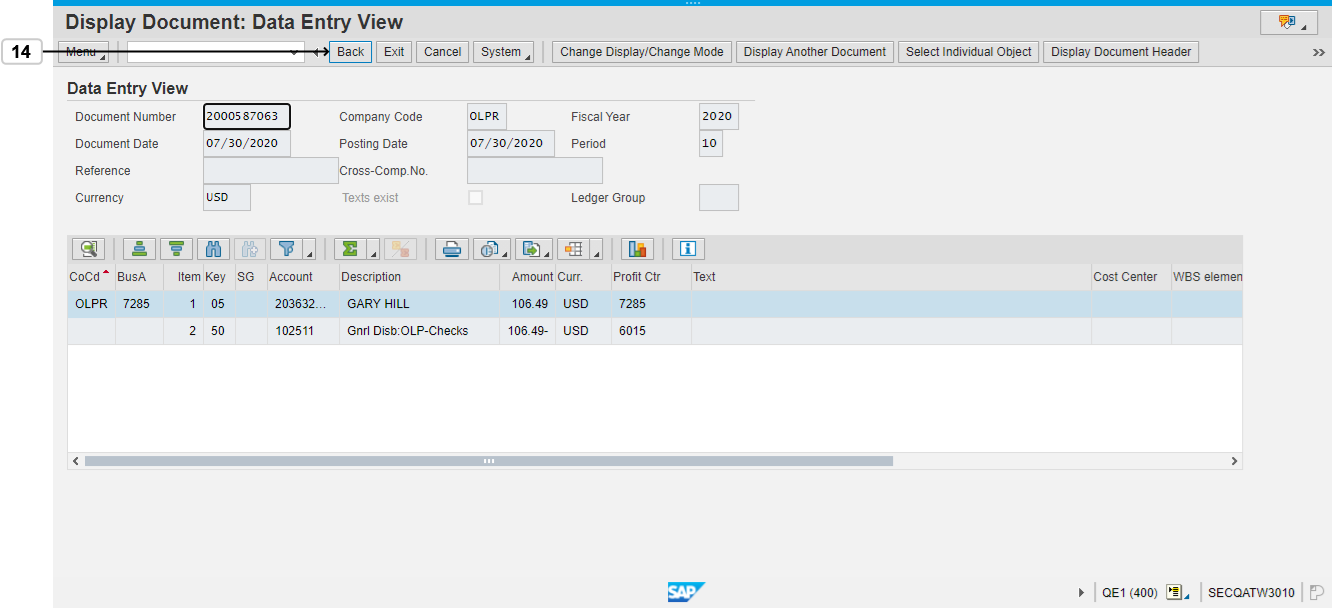 Display Document: Data Entry View
14
Menu Back Exit Cancel System Change Display/Change Mode Display Another Document Select Individual Object Display Document Header
Data Entry View
Document Number 2000587063 Company Code OLPR Fiscal Year 2020
Document Date 07/30/2020 Posting Date 07/30/2020 Period 10
Reference Cross-Comp.No.
Currency USD Texts exist Ledger Group
CoCd BusA Item Key SG Account Description Amount Curr. Profit Ctr Text Cost Center WBS elemen
OLPR 7285 1 05 203632... GARY HILL 106.49 USD 7285
2 50 102511 Gnrl Disb:OLP-Checks 106.49- USD 6015
SAP QE1 (400) SECQATW3010